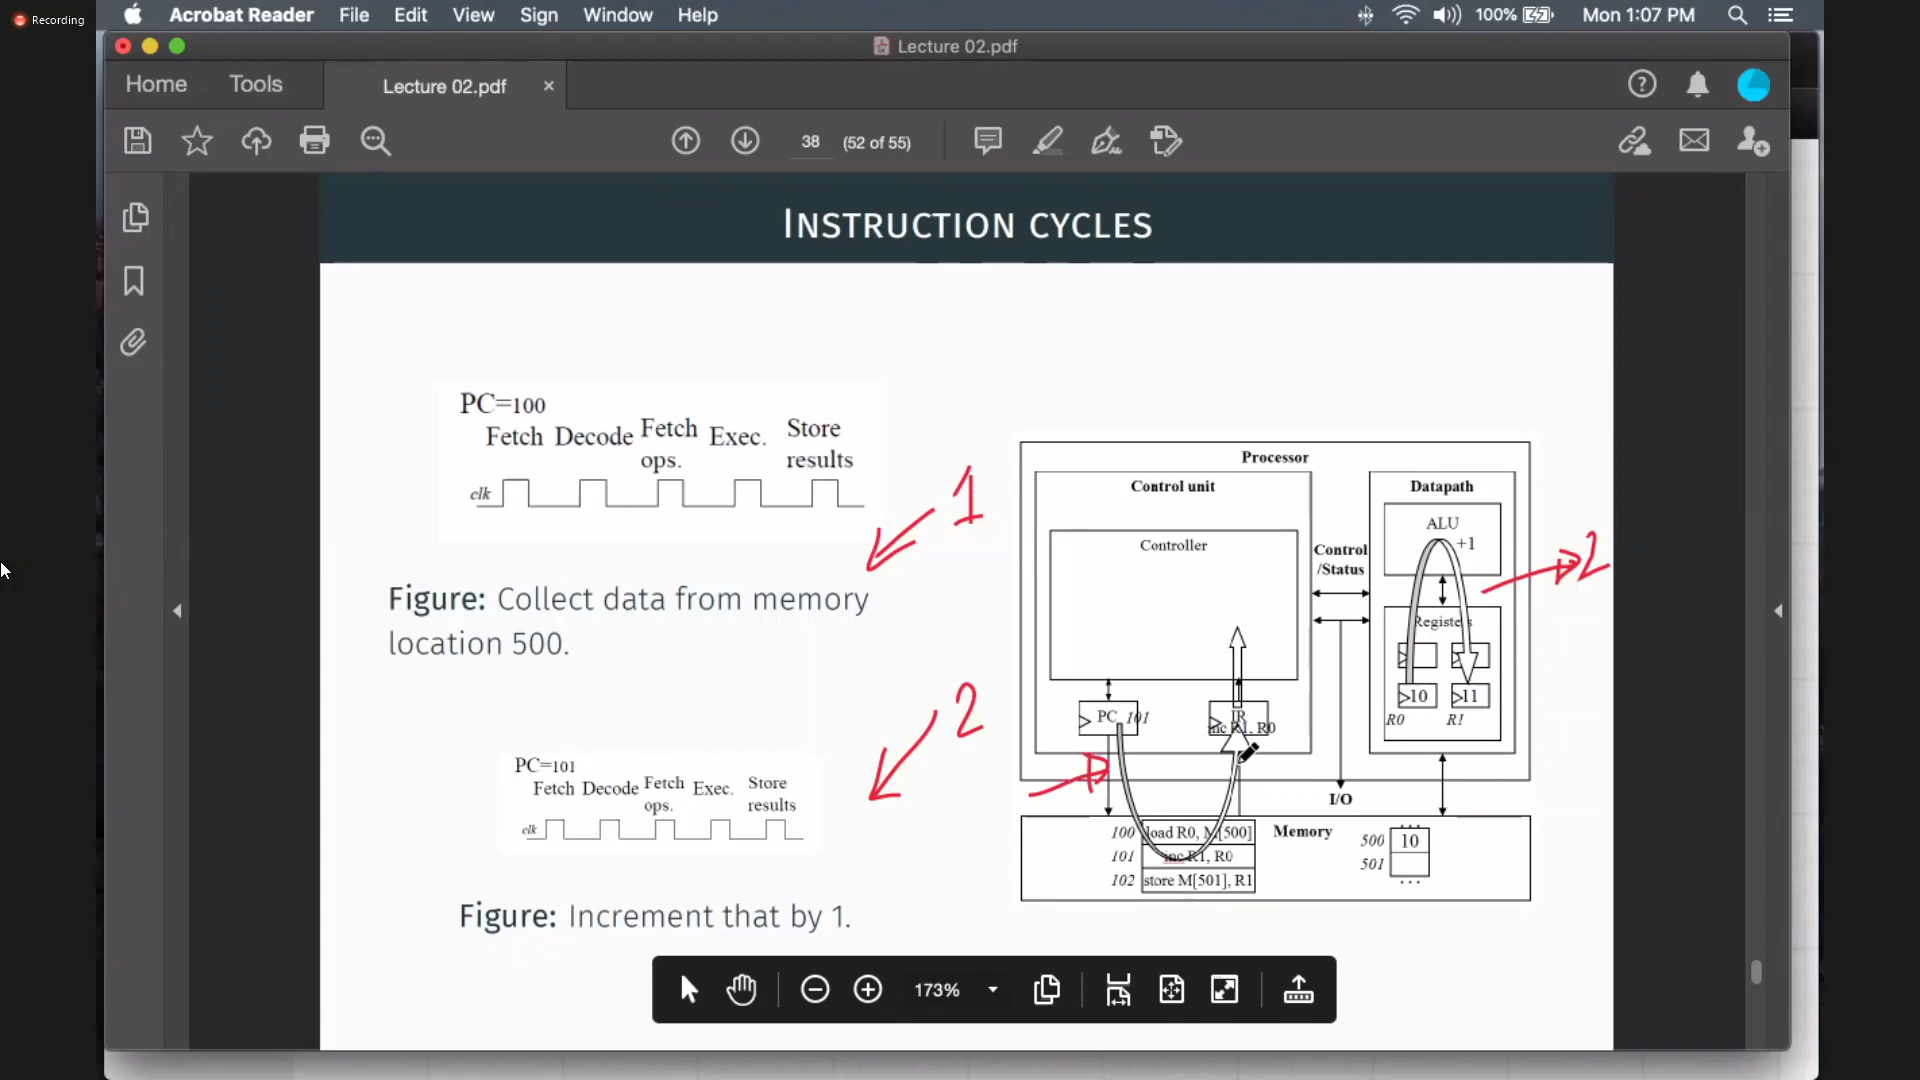 Recording
Acrobat Reader File Edit View Sign Window Help
100% Mon 1:07 PM
Lecture 02.pdf
Home Tools Lecture 02.pdf ×
38 (52 of 55)
INSTRUCTION CYCLES
PC=100
Fetch Decode Fetch ops. Exec. Store results
clk
1
Figure: Collect data from memory
location 500.
2
PC=101
Fetch Decode Fetch ops. Exec. Store results
clk
Figure: Increment that by 1.
Processor
Control unit
Datapath
Controller
Control
/Status
ALU
+1
2
Registers
10 11
R0 R!
PC 101
IR
inc R1, R0
I/O
Memory
100 load R0, M[500]
101 inc R1, R0
102 store M[501], R1
...
500 10
501
...
173%